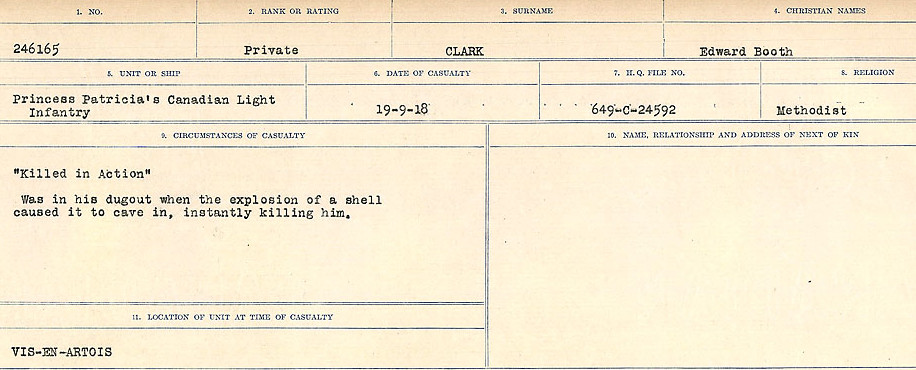 1. NO.
2. RANK OR RATING
3. SURNAME
4. CHRISTIAN NAMES
246165
Private
CLARK
Edward Booth
5. UNIT OR SHIP
6. DATE OF CASUALTY
7. H.Q. FILE NO.
8. RELIGION
Princess Patricia's Canadian Light
Infantry
19-9-18
649-C-24592
Methodist
9. CIRCUMSTANCES OF CASUALTY
10. NAME, RELATIONSHIP AND ADDRESS OF NEXT OF KIN
"Killed in Action"
Was in his dugout when the explosion of a shell
caused it to cave in, instantly killing him.
11. LOCATION OF UNIT AT TIME OF CASUALTY
VIS-EN-ARTOIS